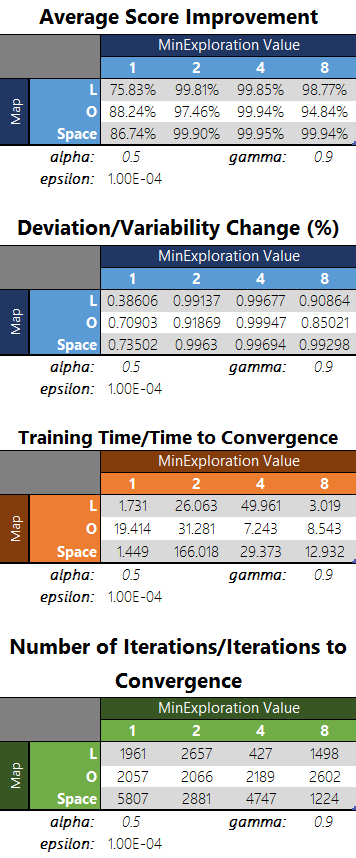 Average Score Improvement
MinExploration Value
1 2 4 8
Map
L 75.83% 99.81% 99.85% 98.77%
O 88.24% 97.46% 99.94% 94.84%
Space 86.74% 99.90% 99.95% 99.94%
alpha: 0.5 gamma: 0.9
epsilon: 1.00E-04
Deviation/Variability Change (%)
MinExploration Value
1 2 4 8
Map
L 0.38606 0.99137 0.99677 0.90864
O 0.70903 0.91869 0.99947 0.85021
Space 0.73502 0.9963 0.99694 0.99298
alpha: 0.5 gamma: 0.9
epsilon: 1.00E-04
Training Time/Time to Convergence
MinExploration Value
1 2 4 8
Map
L 1.731 26.063 49.961 3.019
O 19.414 31.281 7.243 8.543
Space 1.449 166.018 29.373 12.932
alpha: 0.5 gamma: 0.9
epsilon: 1.00E-04
Number of Iterations/Iterations to
Convergence
MinExploration Value
1 2 4 8
Map
L 1961 2657 427 1498
O 2057 2066 2189 2602
Space 5807 2881 4747 1224
alpha: 0.5 gamma: 0.9
epsilon: 1.00E-04